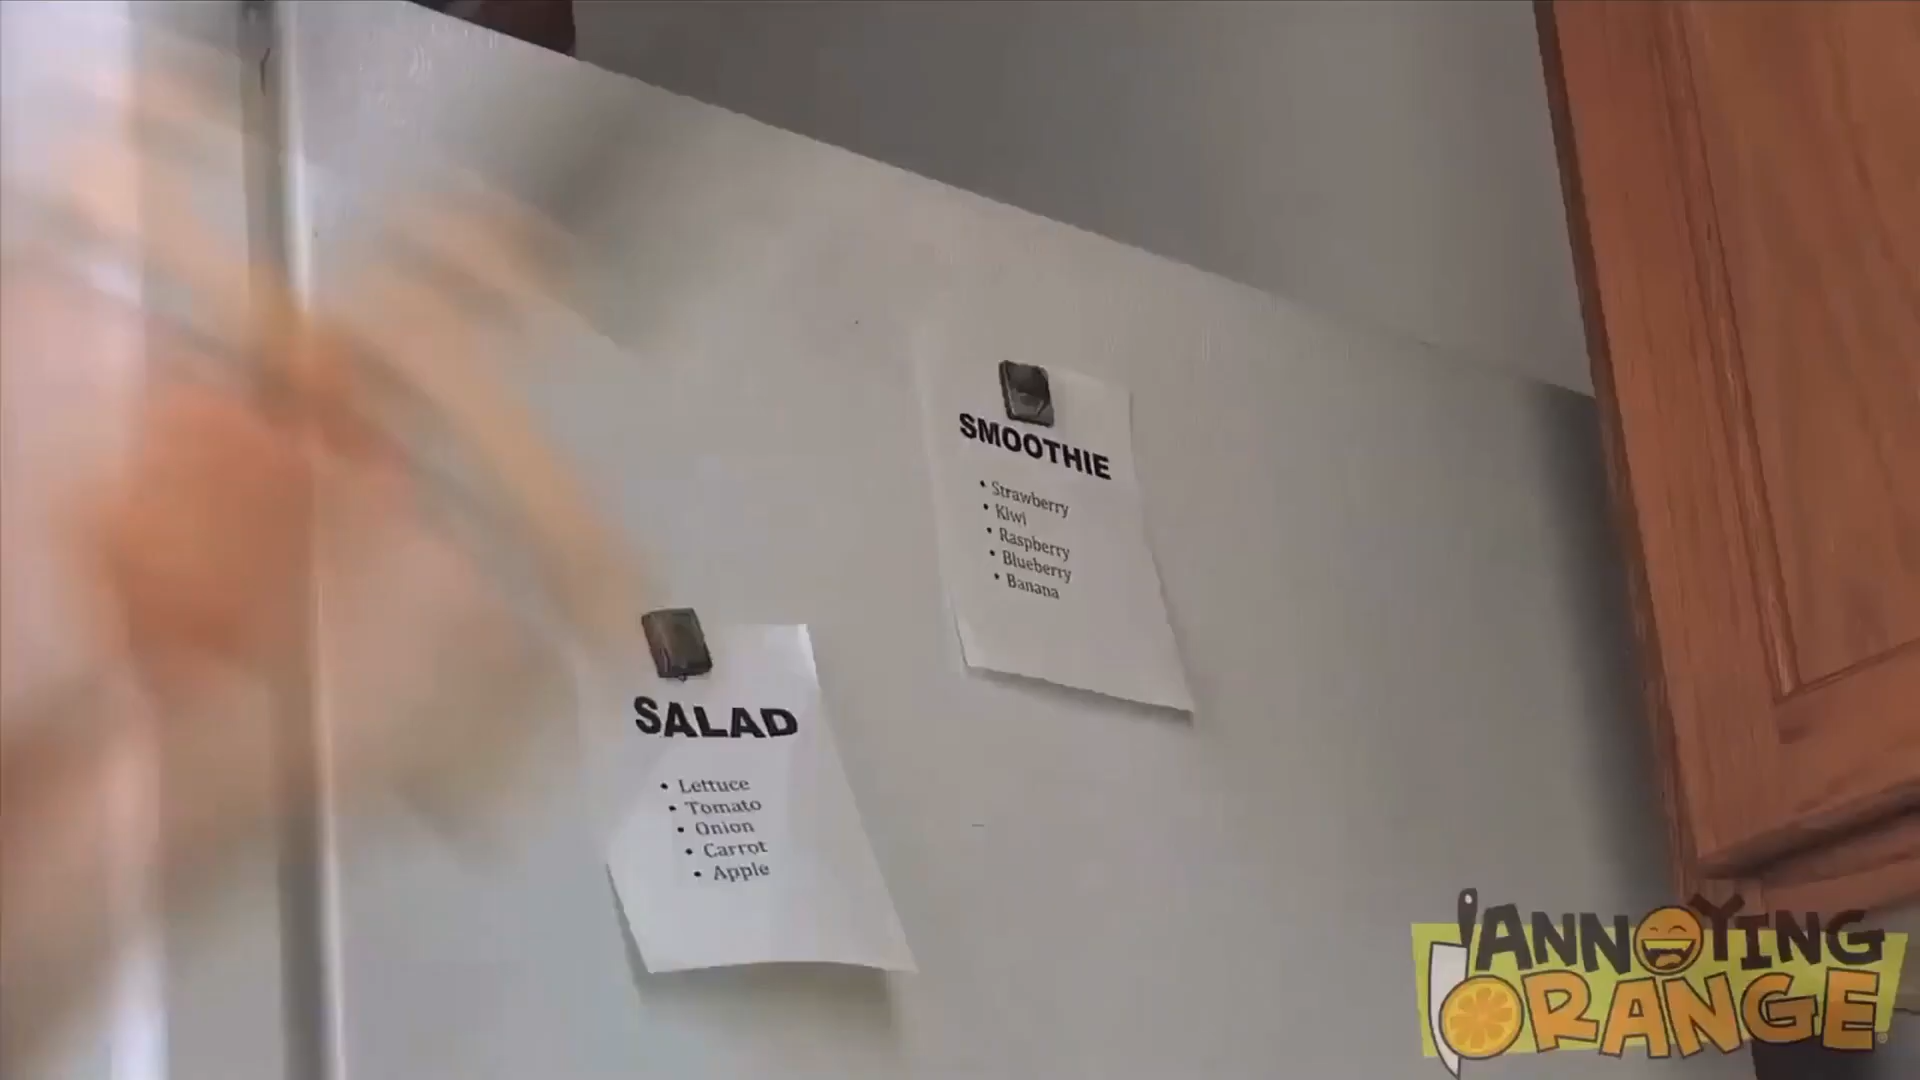 SMOOTHIE
• Strawberry
• Kiwi
• Raspberry
• Blueberry
• Banana
SALAD
• Lettuce
• Tomato
• Onion
• Carrot
• Apple
ANNOYING
ORANGE